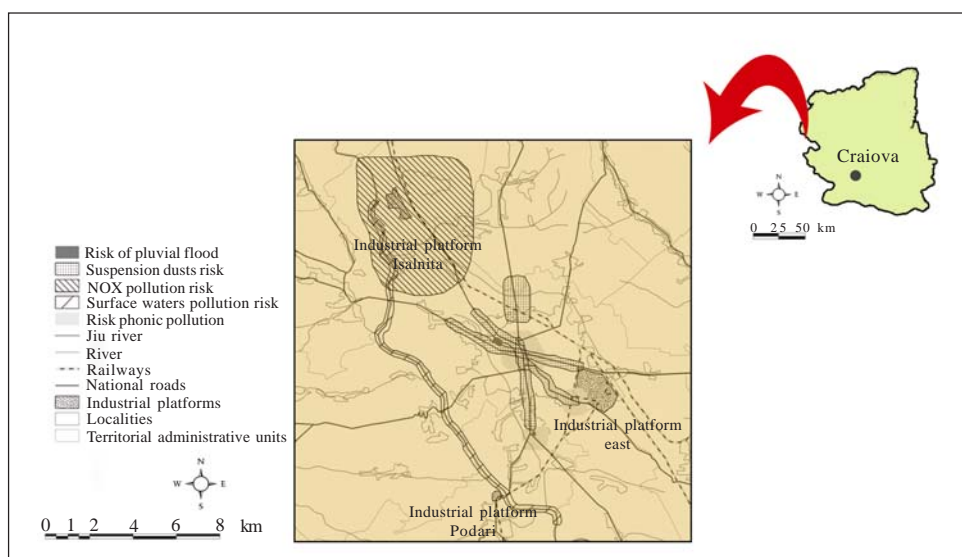 Craiova
N
W E
S
0 25 50 km
Industrial platform
Isalnita
Risk of pluvial flood
Suspension dusts risk
NOX pollution risk
Surface waters pollution risk
Risk phonic pollution
Jiu river
River
Railways
National roads
Industrial platforms
Localities
Territorial administrative units
Industrial platform
east
N
W E
S
Industrial platform
Podari
0 1 2 4 6 8 km